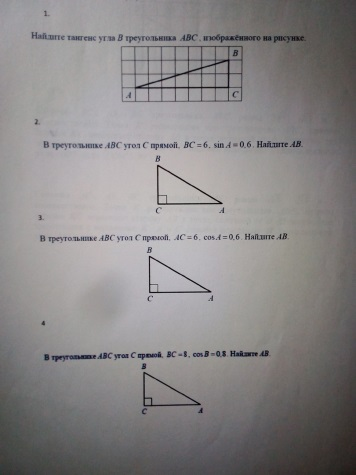 1.
Найдите тангенс угла B треугольника ABC, изображённого на рисунке.
B
A
C
2.
В треугольнике ABC угол C прямой, BC = 6, sin A = 0,6. Найдите AB.
B
C
A
3.
В треугольнике ABC угол C прямой, AC = 6, cos A = 0,6. Найдите AB.
B
C
A
4
В треугольнике ABC угол C прямой, BC = 8, cos B = 0,8. Найдите AB.
B
C
A